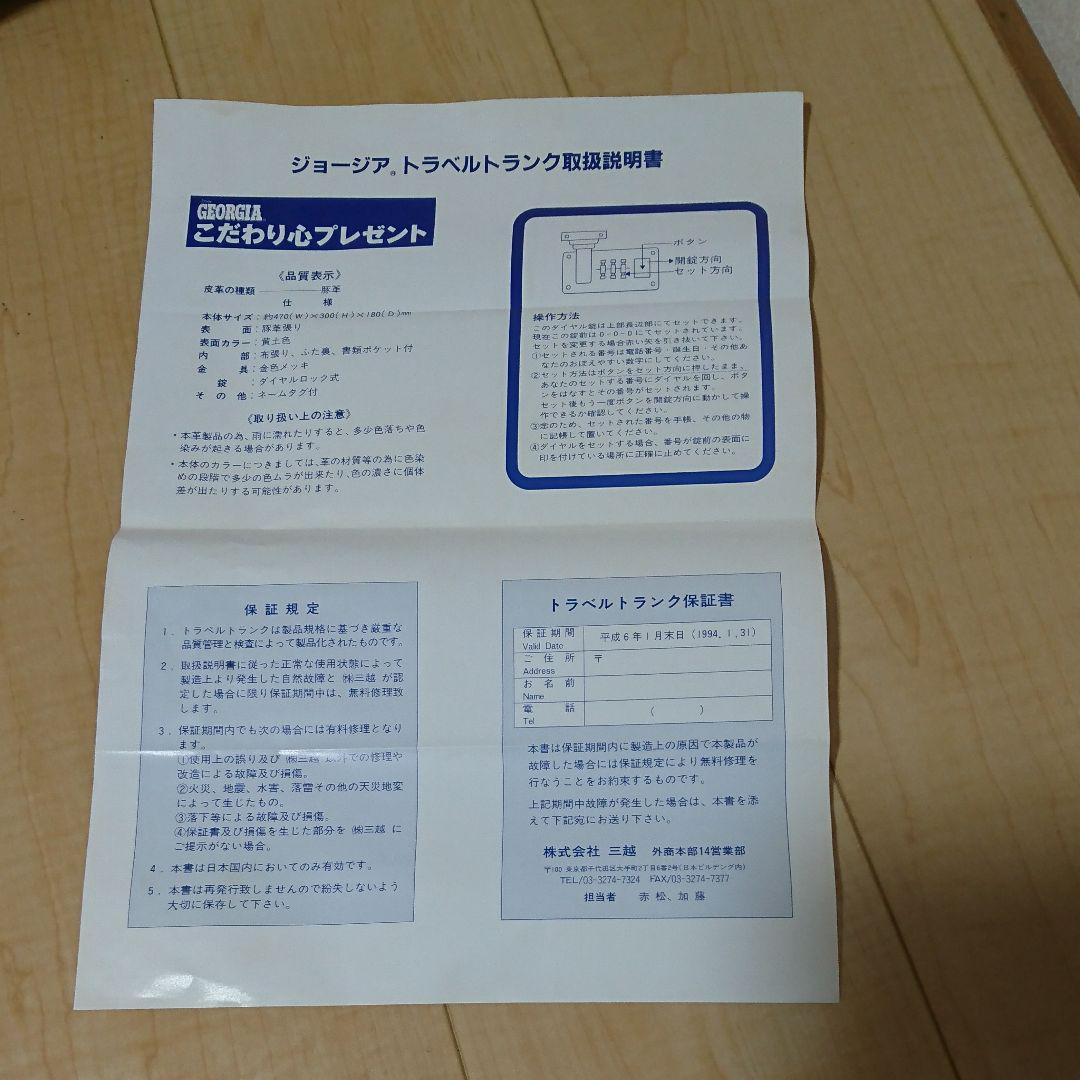 ジョージア®トラベルトランク取扱説明書
GEORGIA
こだわり心プレゼント
《品質表示》
皮革の種類 ―――― 豚革
仕 様
本体サイズ：約470(W)×300(H)×180(D)mm
表 面：豚革張り
表面カラー：黄土色
内 部：布張り、ふた裏、書類ポケット付
金 具：金色メッキ
錠 ：ダイヤルロック式
そ の 他：ネームタグ付
《取り扱い上の注意》
・本革製品の為、雨に濡れたりすると、多少色落ちや色
染みが起きる場合があります。
・本体のカラーにつきましては、革の材質等の為に色染
めの段階で多少の色ムラが出来たり、色の濃さに個体
差が出たりする可能性があります。
ボタン
開錠方向
セット方向
操作方法
このダイヤル錠は上部長辺部にてセットできます。
現在この錠前は0-0-0にてセットされています。
セットを変更する場合赤い矢を引き抜いて下さい。
①セットされる番号は電話番号・誕生日・その他あ
なたのおぼえやすい数字にしてください。
②セット方法はボタンをセット方向に押したまま、
あなたのセットする番号にダイヤルを回し、ボタ
ンをはなすとその番号がセットされます。
セット後もう一度ボタンを開錠方向に動かして操
作できるか確認してください。
③念のため、セットされた番号を手帳、その他の物
に記帳して置いてください。
④ダイヤルをセットする場合、番号が錠前の表面に
印を付けている場所に正確に止めてください。
保 証 規 定
1．トラベルトランクは製品規格に基づき厳重な
品質管理と検査によって製品化されたものです。
2．取扱説明書に従った正常な使用状態によって
製造上より発生した自然故障と ㈱三越 が認
定した場合に限り保証期間中は、無料修理致
します。
3．保証期間内でも次の場合には有料修理となり
ます。
①使用上の誤り及び ㈱三越 以外での修理や
改造による故障及び損傷。
②火災、地震、水害、落雷その他の天災地変
によって生じたもの。
③落下等による故障及び損傷。
④保証書及び損傷を生じた部分を ㈱三越 に
ご提示がない場合。
4．本書は日本国内においてのみ有効です。
5．本書は再発行致しませんので紛失しないよう
大切に保存して下さい。
トラベルトランク保証書
保 証 期 間 平成6年1月末日（1994．1．31）
Valid Date
ご 住 所 〒
Address
お 名 前
Name
電 話 （ ）
Tel
本書は保証期間内に製造上の原因で本製品が
故障した場合には保証規定により無料修理を
行なうことをお約束するものです。
上記期間中故障が発生した場合は、本書を添
えて下記宛にお送り下さい。
株式会社 三越 外商本部14営業部
〒100 東京都千代田区大手町2丁目6番2号(日本ビルデング内)
TEL/03-3274-7324 FAX/03-3274-7377
担当者 赤 松、加 藤